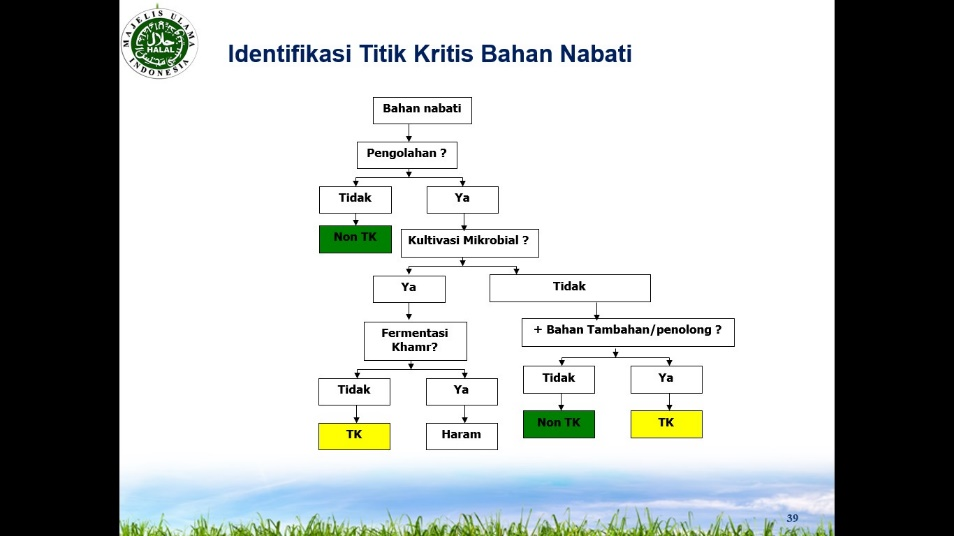 MAJELIS ULAMA
حلال
HALAL
INDONESIA
Identifikasi Titik Kritis Bahan Nabati
Bahan nabati
Pengolahan ?
Tidak
Ya
Non TK
Kultivasi Mikrobial ?
Ya
Tidak
Fermentasi
Khamr?
+ Bahan Tambahan/penolong ?
Tidak
Ya
Tidak
Ya
TK
Haram
Non TK
TK
39